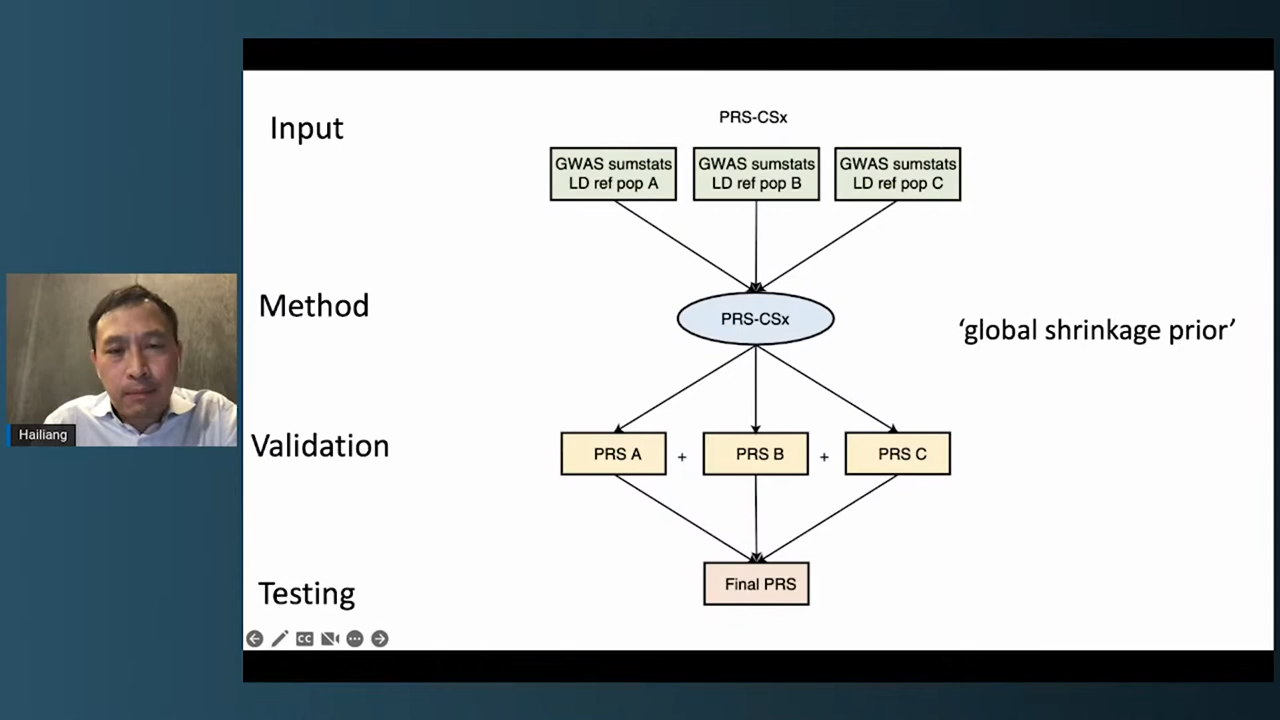 Input
PRS-CSx
GWAS sumstats
LD ref pop A
GWAS sumstats
LD ref pop B
GWAS sumstats
LD ref pop C
Method
PRS-CSx
‘global shrinkage prior’
Hailiang
Validation
PRS A
+
PRS B
+
PRS C
Testing
Final PRS
CC